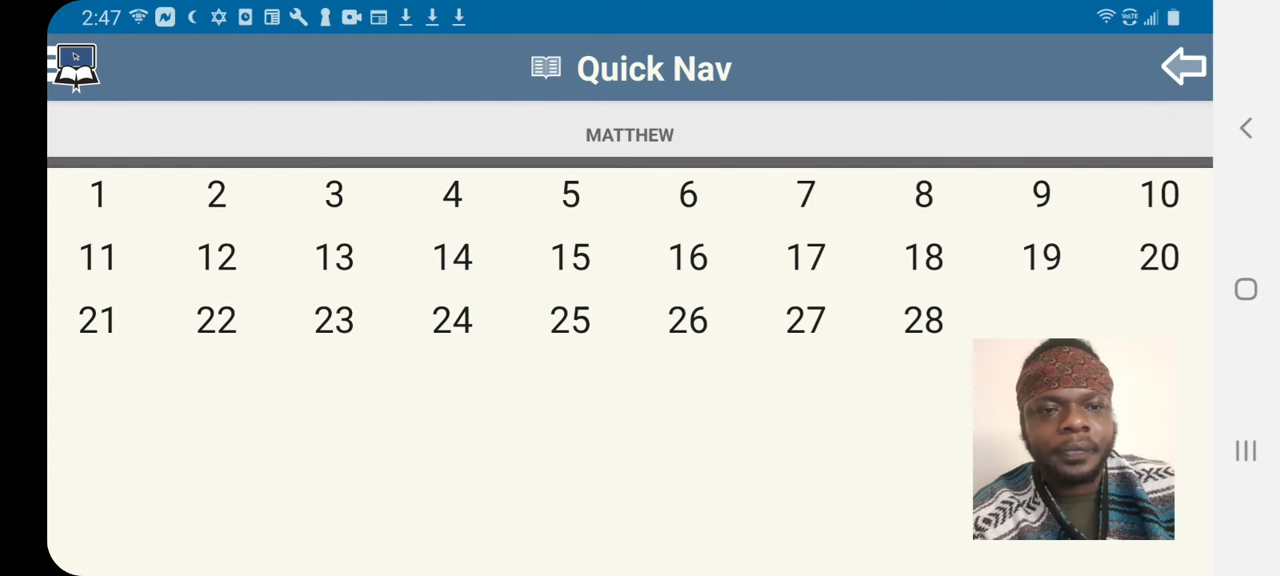 2:47
Quick Nav
MATTHEW
1 2 3 4 5 6 7 8 9 10
11 12 13 14 15 16 17 18 19 20
21 22 23 24 25 26 27 28